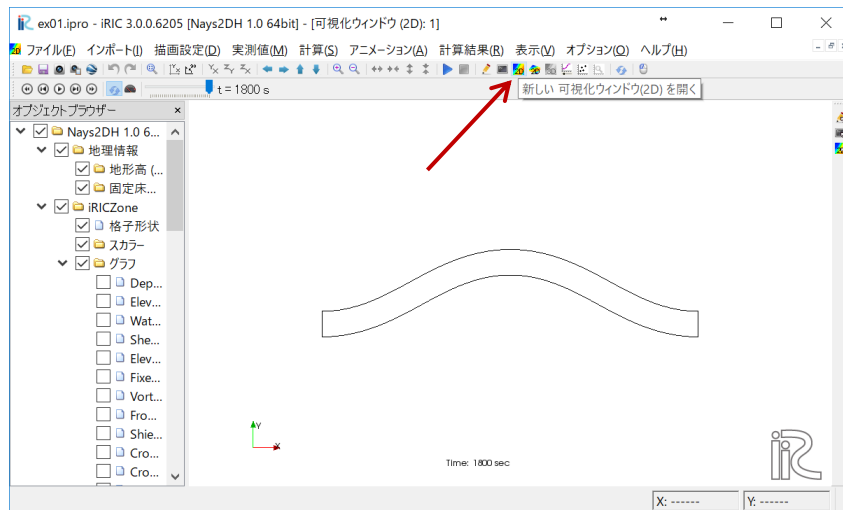 ex01.ipro - iRIC 3.0.0.6205 [Nays2DH 1.0 64bit] - [可視化ウィンドウ (2D): 1]
ファイル(F) インポート(I) 描画設定(D) 実測値(M) 計算(S) アニメーション(A) 計算結果(R) 表示(V) オプション(O) ヘルプ(H)
t = 1800 s
新しい 可視化ウィンドウ(2D) を開く
オブジェクトブラウザー
Nays2DH 1.0 6...
地理情報
地形高 (...
固定床...
iRICZone
格子形状
スカラー
グラフ
Dep...
Elev...
Wat...
She...
Elev...
Fixe...
Vort...
Fro...
Shie...
Cro...
Cro...
Y
X
Time: 1800 sec
iRiC
X: ------
Y: ------